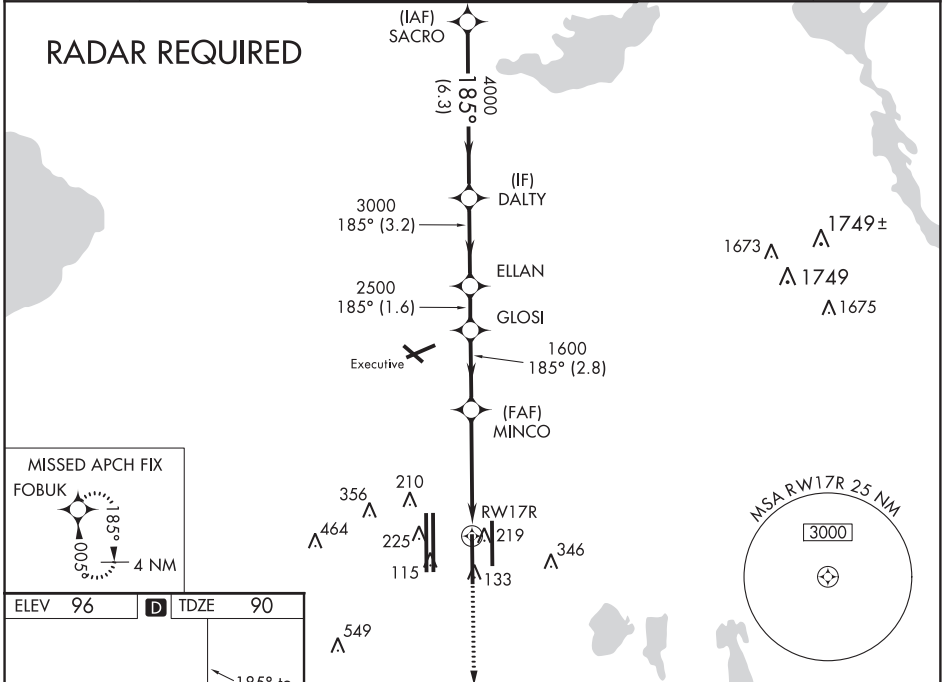 RADAR REQUIRED
(IAF)
SACRO
4000
185°
(6.3)
(IF)
DALTY
3000
185° (3.2)
ELLAN
2500
185° (1.6)
GLOSI
Executive
1600
185° (2.8)
(FAF)
MINCO
1673
1749±
1749
1675
MISSED APCH FIX
FOBUK
185°
005°
4 NM
356
210
464
225
115
RW17R
219
133
346
549
MSA RW17R 25 NM
3000
ELEV 96 D TDZE 90
185° to